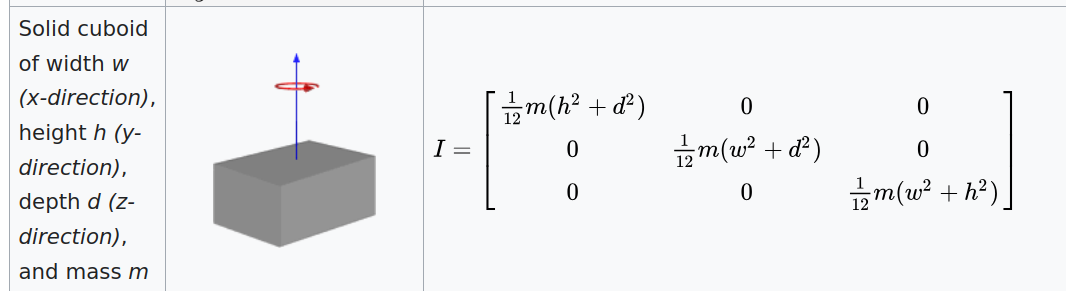 Solid cuboid
of width w
(x-direction),
height h (y-
direction),
depth d (z-
direction),
and mass m
I = [ 1/12 m(h² + d²) 0 0
0 1/12 m(w² + d²) 0
0 0 1/12 m(w² + h²) ]